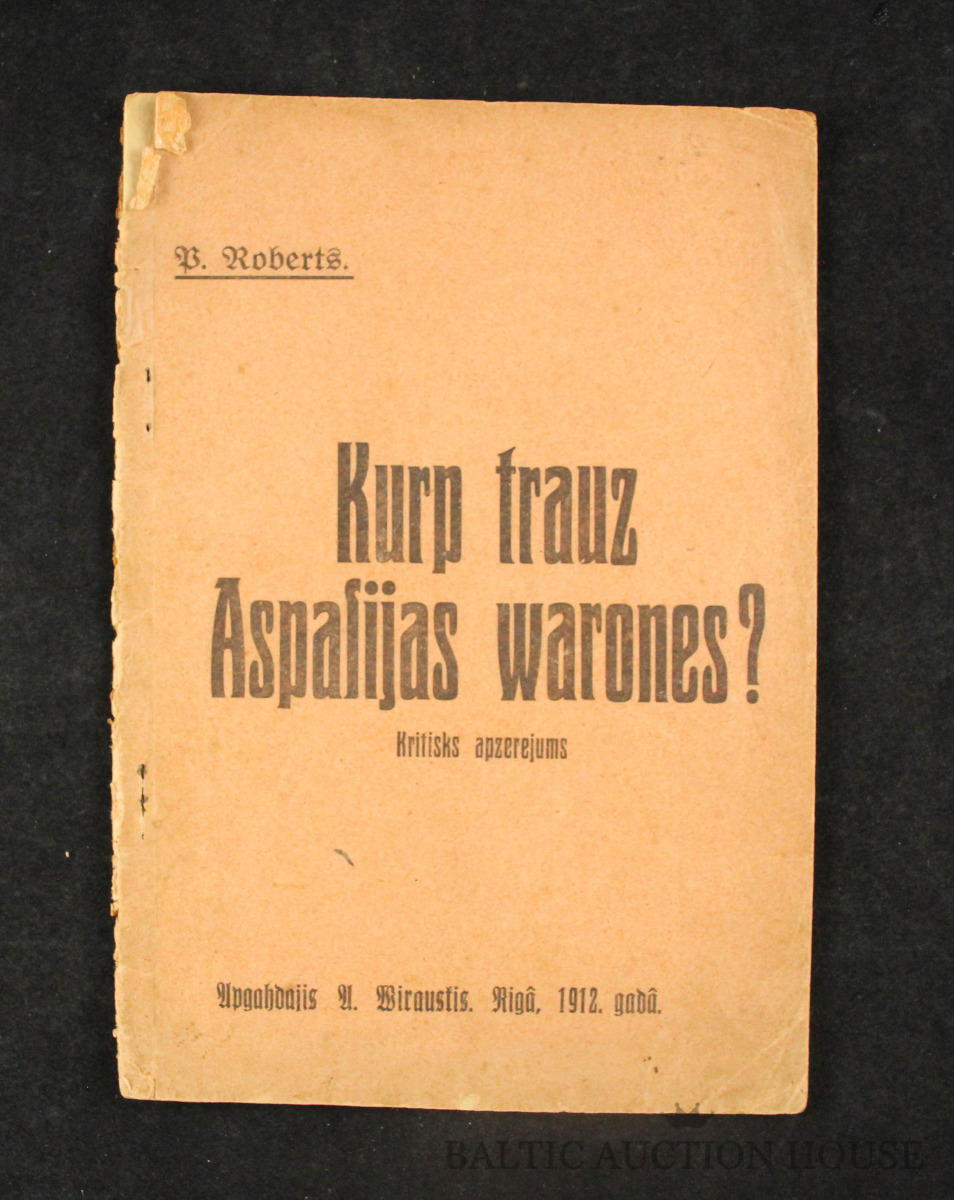 P. Roberts.
Kurp trauz
Aspaſijas warones?
Kritisks apzerejums
Apgahdajis A. Wirauskis. Rigâ, 1912. gadâ.
BALTIC AUCTION HOUSE